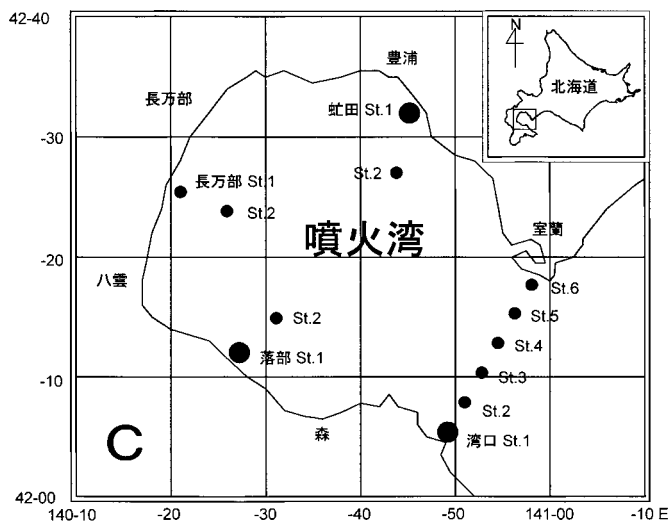 42-40
豊浦
N
北海道
長万部
虻田 St.1
-30
長万部 St.1
St.2
St.2
噴火湾
室蘭
-20
八雲
St.6
St.2
St.5
St.4
落部 St.1
St.3
-10
St.2
C
森
湾口 St.1
42-00
140-10
-20
-30
-40
-50
141-00
-10 E